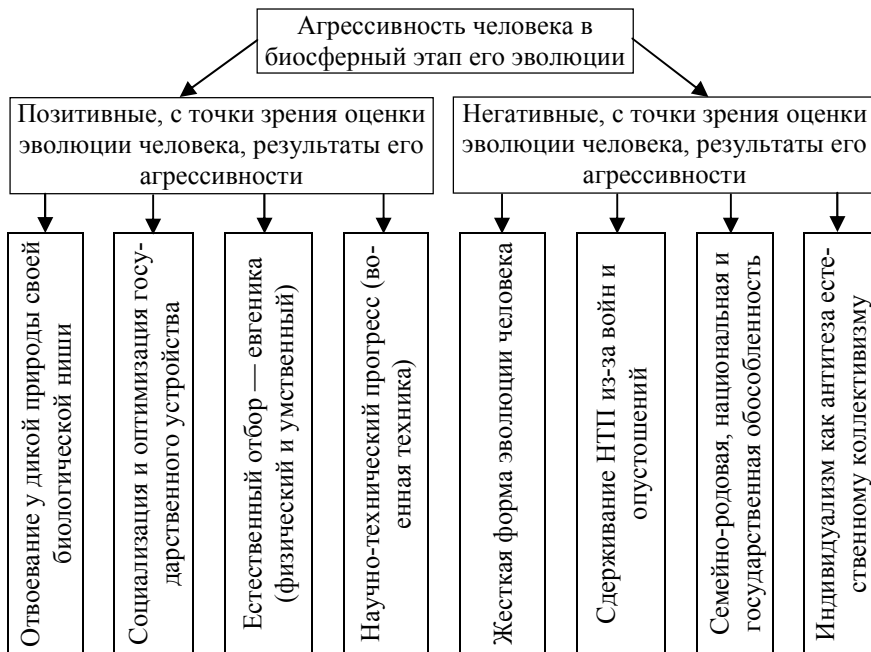 Агрессивность человека в
биосферный этап его эволюции
Позитивные, с точки зрения оценки
эволюции человека, результаты его
агрессивности
Негативные, с точки зрения оценки
эволюции человека, результаты его
агрессивности
Отвоевание у дикой природы своей
биологической ниши
Социализация и оптимизация госу-
дарственного устройства
Естественный отбор — евгеника
(физический и умственный)
Научно-технический прогресс (во-
енная техника)
Жесткая форма эволюции человека
Сдерживание НТП из-за войн и
опустошений
Семейно-родовая, национальная и
государственная обособленность
Индивидуализм как антитеза есте-
ственному коллективизму